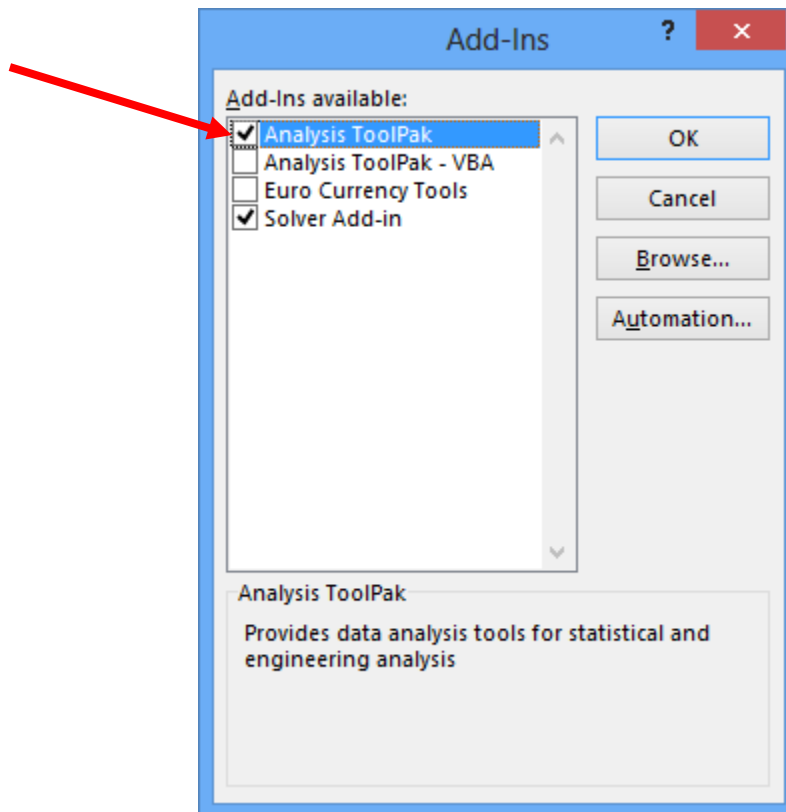 Add-Ins
?
×
Add-Ins available:
Analysis ToolPak
Analysis ToolPak - VBA
Euro Currency Tools
Solver Add-in
OK
Cancel
Browse...
Automation...
Analysis ToolPak
Provides data analysis tools for statistical and
engineering analysis